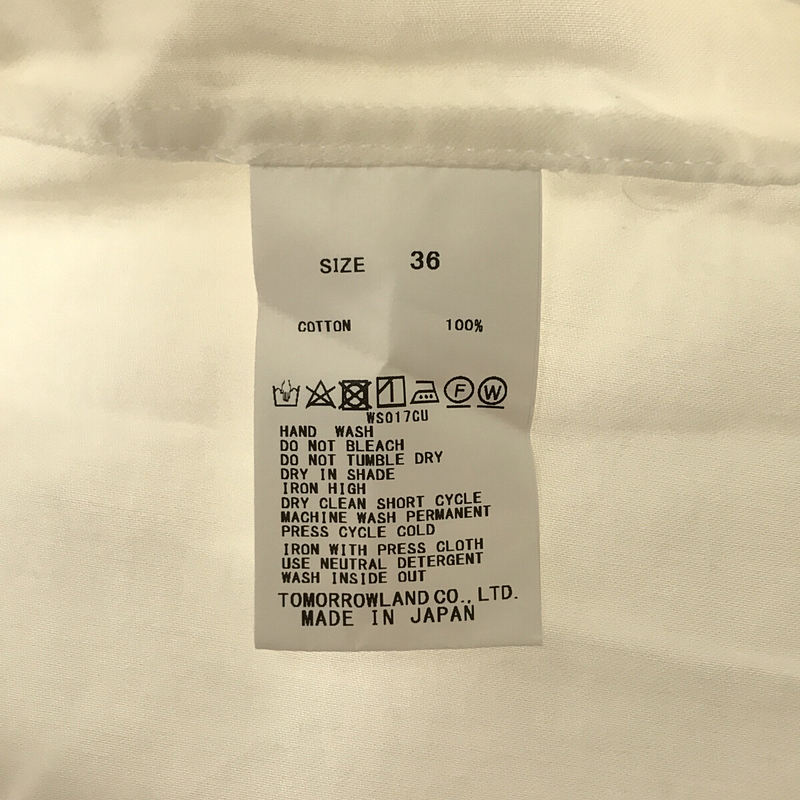 SIZE 36
COTTON 100%
F W
WS017CU
HAND WASH
DO NOT BLEACH
DO NOT TUMBLE DRY
DRY IN SHADE
IRON HIGH
DRY CLEAN SHORT CYCLE
MACHINE WASH PERMANENT
PRESS CYCLE COLD
IRON WITH PRESS CLOTH
USE NEUTRAL DETERGENT
WASH INSIDE OUT
TOMORROWLAND CO., LTD.
MADE IN JAPAN